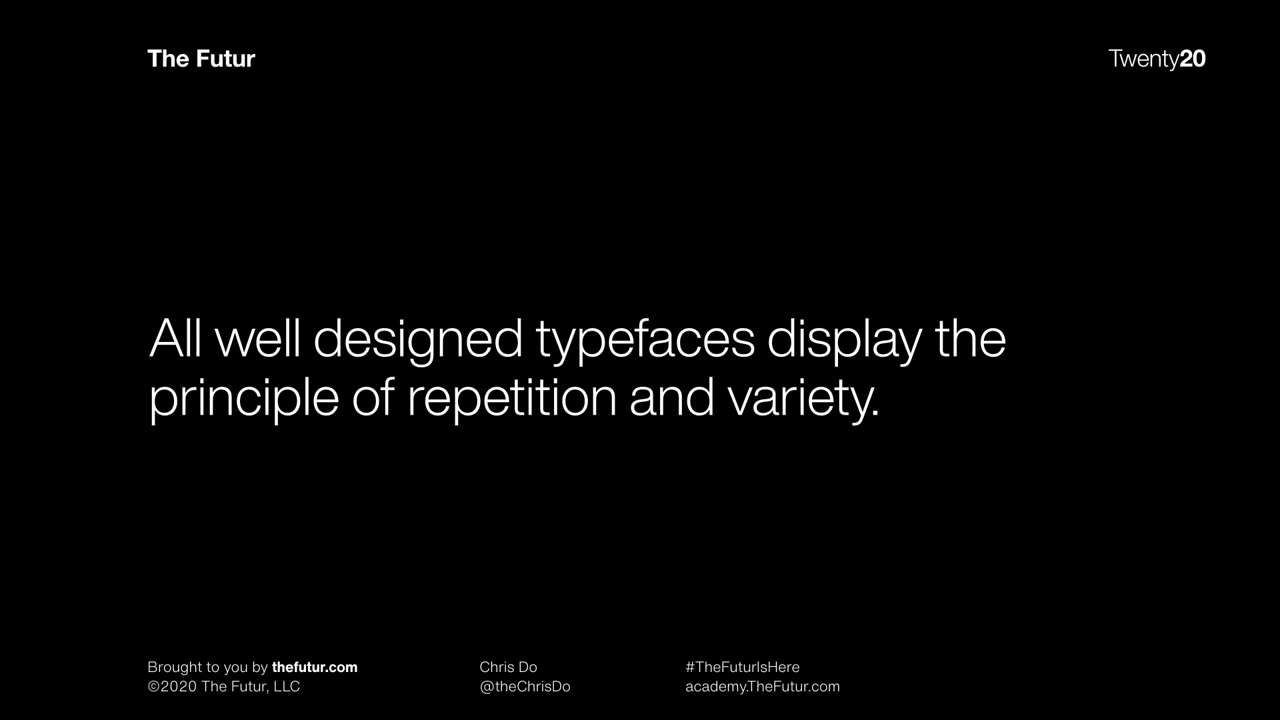 The Futur
Twenty20
All well designed typefaces display the
principle of repetition and variety.
Brought to you by thefutur.com
©2020 The Futur, LLC
Chris Do
@theChrisDo
#TheFuturIsHere
academy.TheFutur.com